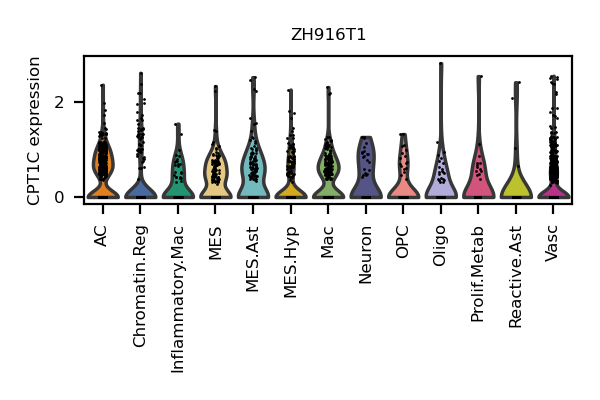 ZH916T1
CPT1C expression
2
0
AC
Chromatin.Reg
Inflammatory.Mac
MES
MES.Ast
MES.Hyp
Mac
Neuron
OPC
Oligo
Prolif.Metab
Reactive.Ast
Vasc